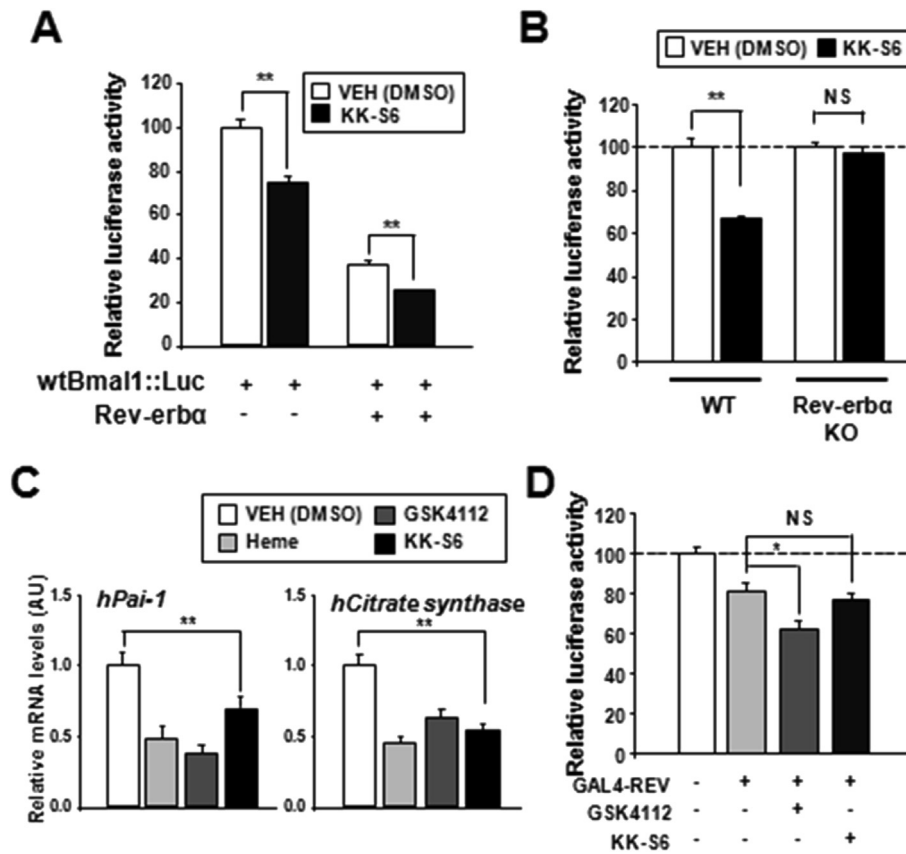 A
VEH (DMSO)
KK-S6
Relative luciferase activity
120
100
80
60
40
20
0
**
**
wtBmal1::Luc + + + +
Rev-erbα - - + +
B
VEH (DMSO) KK-S6
Relative luciferase activity
120
100
80
60
40
20
0
**
NS
WT
Rev-erbα
KO
C
VEH (DMSO) GSK4112
Heme KK-S6
Relative mRNA levels (AU)
1.5
1.0
0.5
0.0
hPai-1
**
1.5
1.0
0.5
0.0
hCitrate synthase
**
D
Relative luciferase activity
120
100
80
60
40
20
0
NS
*
GAL4-REV - + + +
GSK4112 - - + -
KK-S6 - - - +